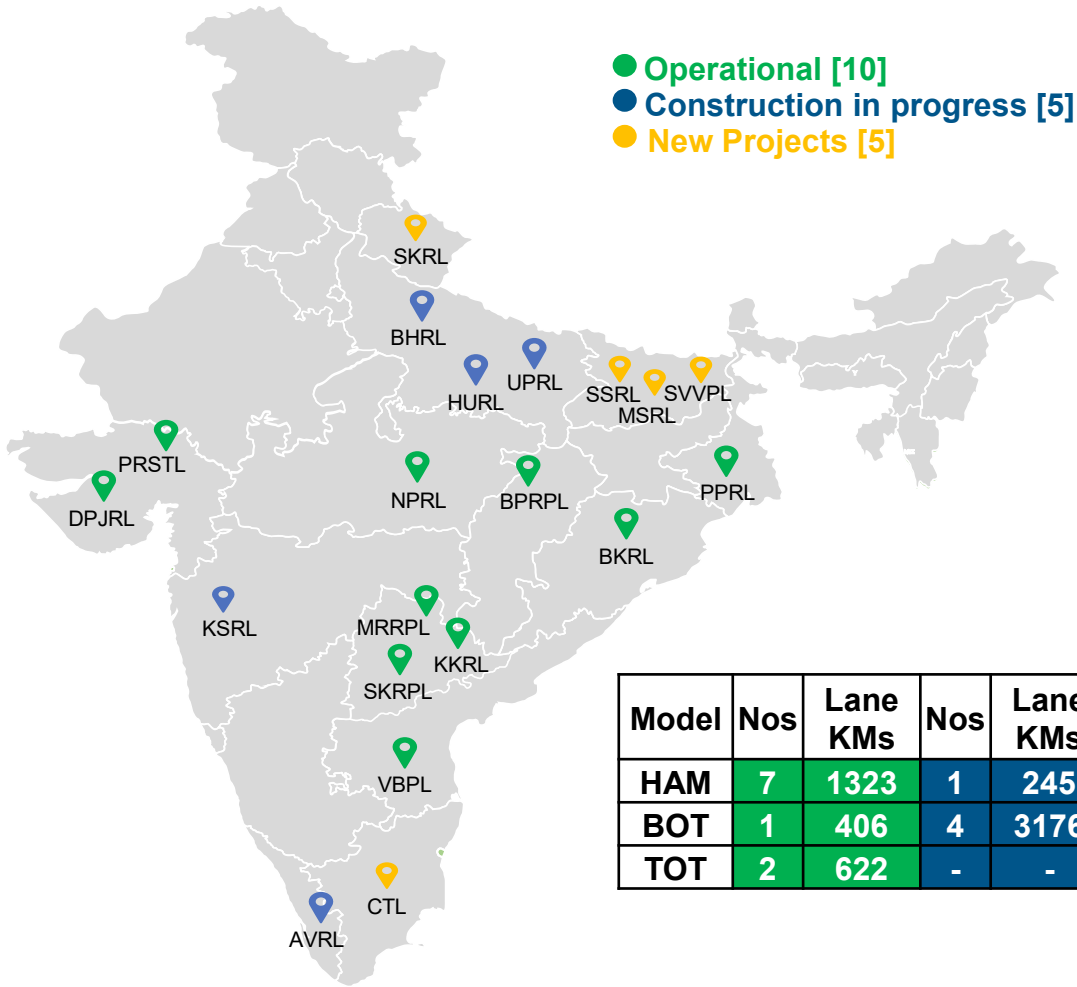 Operational [10]
Construction in progress [5]
New Projects [5]
SKRL
BHRL
UPRL
HURL
SSRL
SVVPL
MSRL
PRSTL
DPJRL
NPRL
BPRPL
PPRL
BKRL
KSRL
MRRPL
KKRL
SKRPL
VBPL
CTL
AVRL
Model Nos Lane KMs Nos KMs
HAM 7 1323 1 245
BOT 1 406 4
TOT 2 622 - -